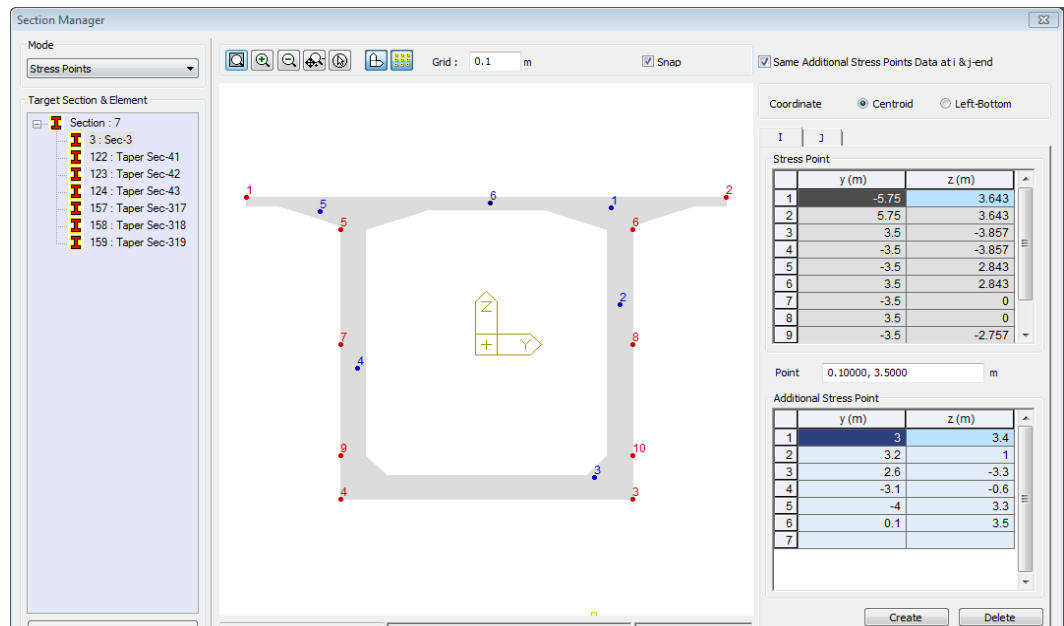 Section Manager
Mode
Stress Points
Grid : 0.1 m
Snap
Same Additional Stress Points Data at i & j-end
Target Section & Element
Section : 7
3 : Sec-3
122 : Taper Sec-41
123 : Taper Sec-42
124 : Taper Sec-43
157 : Taper Sec-317
158 : Taper Sec-318
159 : Taper Sec-319
1
5
6
1
2
5
6
2
Z
Y
7
8
4
9
10
3
4
3
Coordinate Centroid Left-Bottom
I J
Stress Point
y (m) z (m)
1 -5.75 3.643
2 5.75 3.643
3 3.5 -3.857
4 -3.5 -3.857
5 -3.5 2.843
6 3.5 2.843
7 -3.5 0
8 3.5 0
9 -3.5 -2.757
Point 0.10000, 3.5000 m
Additional Stress Point
y (m) z (m)
1 3 3.4
2 3.2 1
3 2.6 -3.3
4 -3.1 -0.6
5 -4 3.3
6 0.1 3.5
7
Create Delete